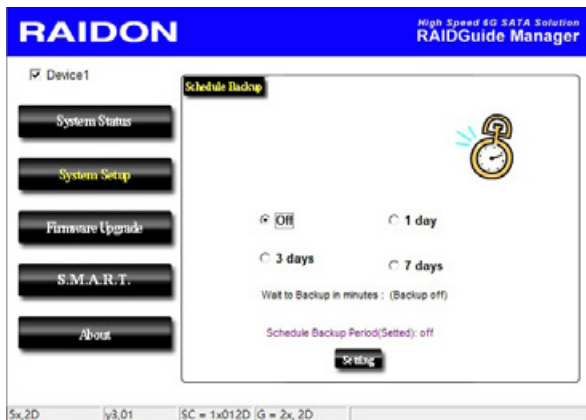 RAIDON
High Speed 6G SATA Solution
RAIDGuide Manager
Device1
Schedule Backup
System Status
System Setup
Firmware Upgrade
S.M.A.R.T.
About
Off
1 day
3 days
7 days
Wait to Backup in minutes : (Backup off)
Schedule Backup Period(Setted): off
Setting
Sx,2D
y3,01
SC = 1x012D
G = 2x, 2D